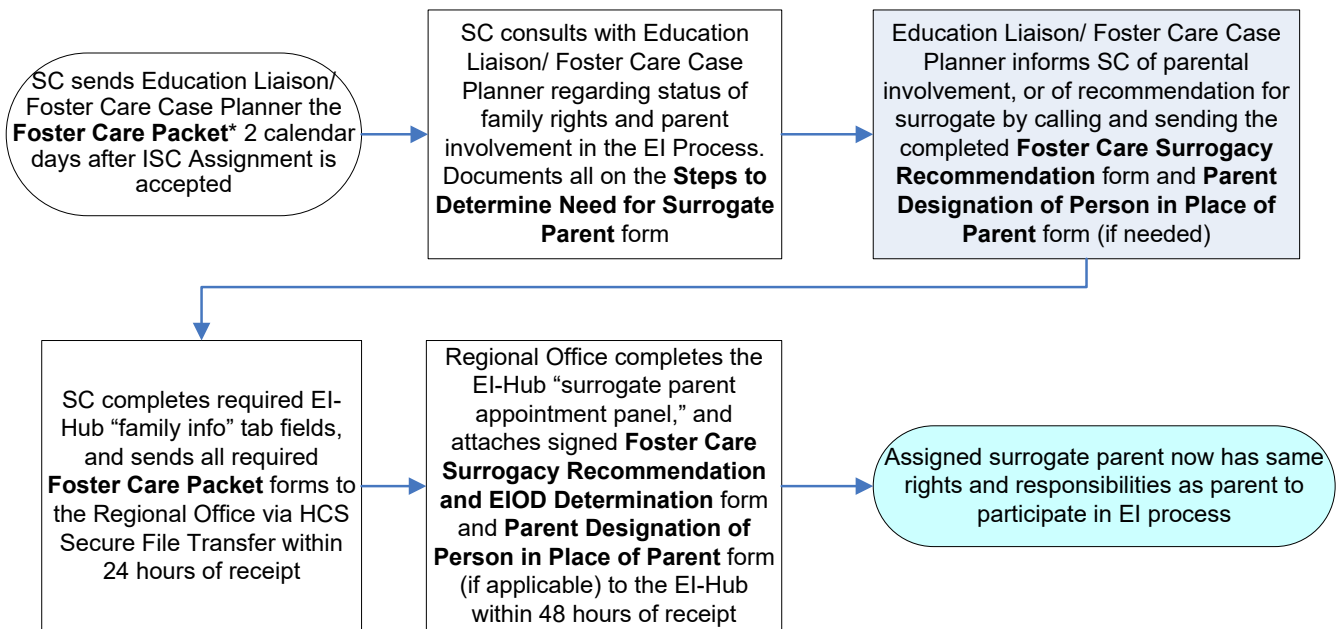 SC sends Education Liaison/
Foster Care Case Planner the
Foster Care Packet* 2 calendar
days after ISC Assignment is
accepted
SC consults with Education
Liaison/ Foster Care Case
Planner regarding status of
family rights and parent
involvement in the EI Process.
Documents all on the Steps to
Determine Need for Surrogate
Parent form
Education Liaison/ Foster Care Case
Planner informs SC of parental
involvement, or of recommendation for
surrogate by calling and sending the
completed Foster Care Surrogacy
Recommendation form and Parent
Designation of Person in Place of
Parent form (if needed)
SC completes required EI-
Hub “family info” tab fields,
and sends all required
Foster Care Packet forms to
the Regional Office via HCS
Secure File Transfer within
24 hours of receipt
Regional Office completes the
EI-Hub “surrogate parent
appointment panel,” and
attaches signed Foster Care
Surrogacy Recommendation
and EIOD Determination form
and Parent Designation of
Person in Place of Parent form
(if applicable) to the EI-Hub
within 48 hours of receipt
Assigned surrogate parent now has same
rights and responsibilities as parent to
participate in EI process